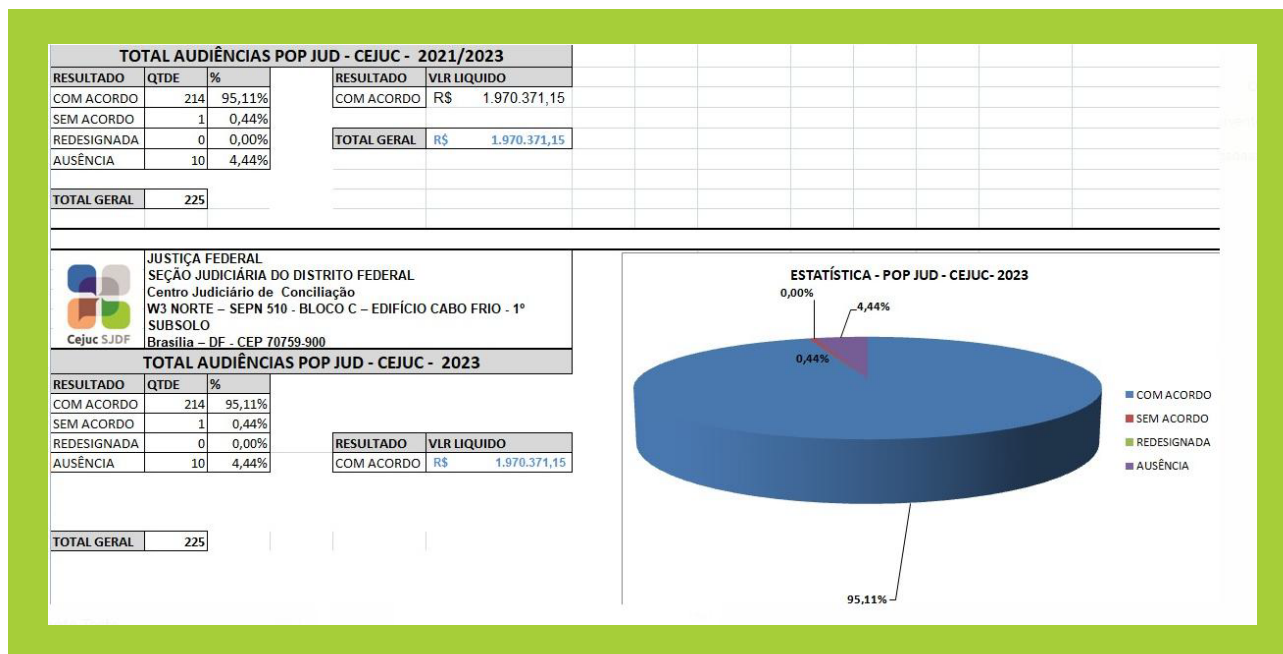 TOTAL AUDIÊNCIAS POP JUD - CEJUC - 2021/2023
RESULTADO QTDE % RESULTADO VLR LIQUIDO
COM ACORDO 214 95,11% COM ACORDO R$ 1.970.371,15
SEM ACORDO 1 0,44%
REDESIGNADA 0 0,00% TOTAL GERAL R$ 1.970.371,15
AUSÊNCIA 10 4,44%
TOTAL GERAL 225
Cejuc SJDF
JUSTIÇA FEDERAL
SEÇÃO JUDICIÁRIA DO DISTRITO FEDERAL
Centro Judiciário de Conciliação
W3 NORTE – SEPN 510 - BLOCO C – EDIFÍCIO CABO FRIO - 1º
SUBSOLO
Brasília – DF - CEP 70759-900
TOTAL AUDIÊNCIAS POP JUD - CEJUC - 2023
RESULTADO QTDE %
COM ACORDO 214 95,11%
SEM ACORDO 1 0,44%
REDESIGNADA 0 0,00% RESULTADO VLR LIQUIDO
AUSÊNCIA 10 4,44% COM ACORDO R$ 1.970.371,15
TOTAL GERAL 225
ESTATÍSTICA - POP JUD - CEJUC- 2023
0,00%
4,44%
0,44%
95,11%
COM ACORDO
SEM ACORDO
REDESIGNADA
AUSÊNCIA